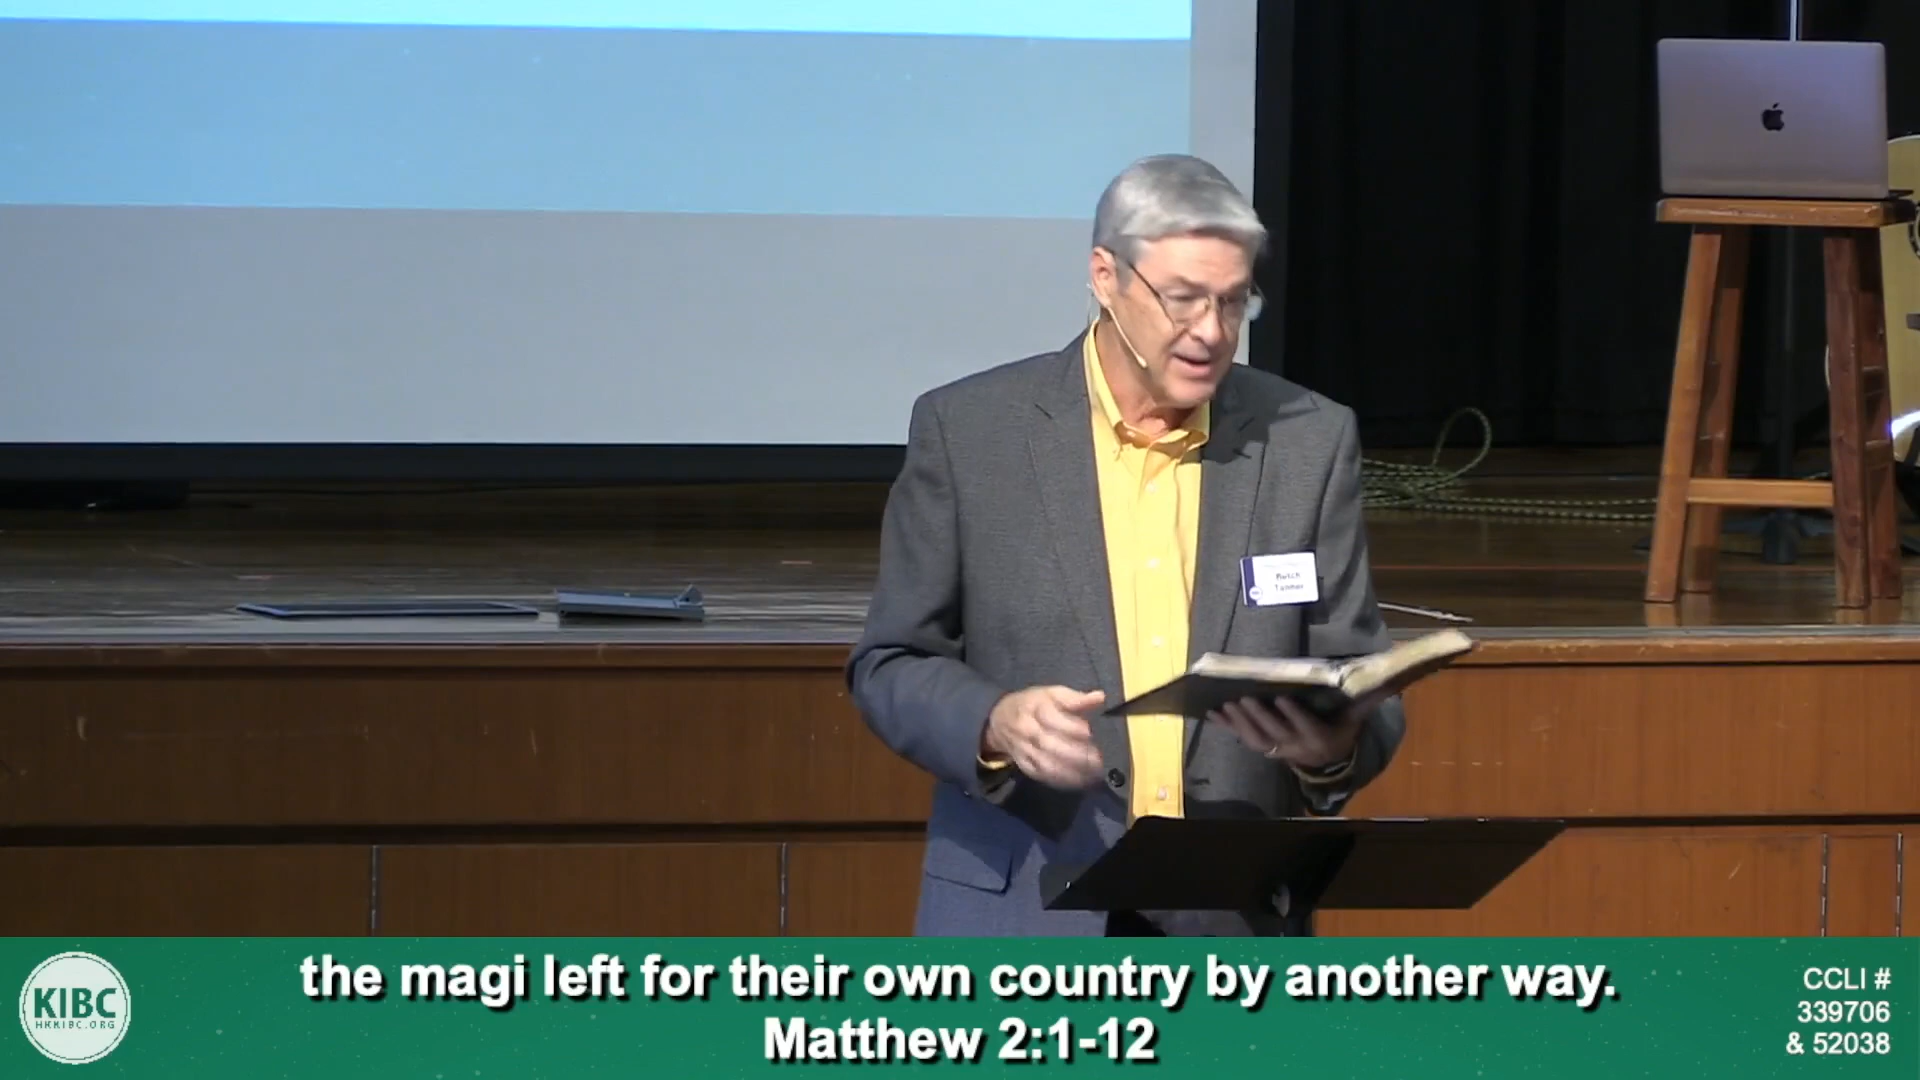 the magi left for their own country by another way.
Matthew 2:1-12
KIBC
HKKIBC.ORG
CCLI #
339706
& 52038